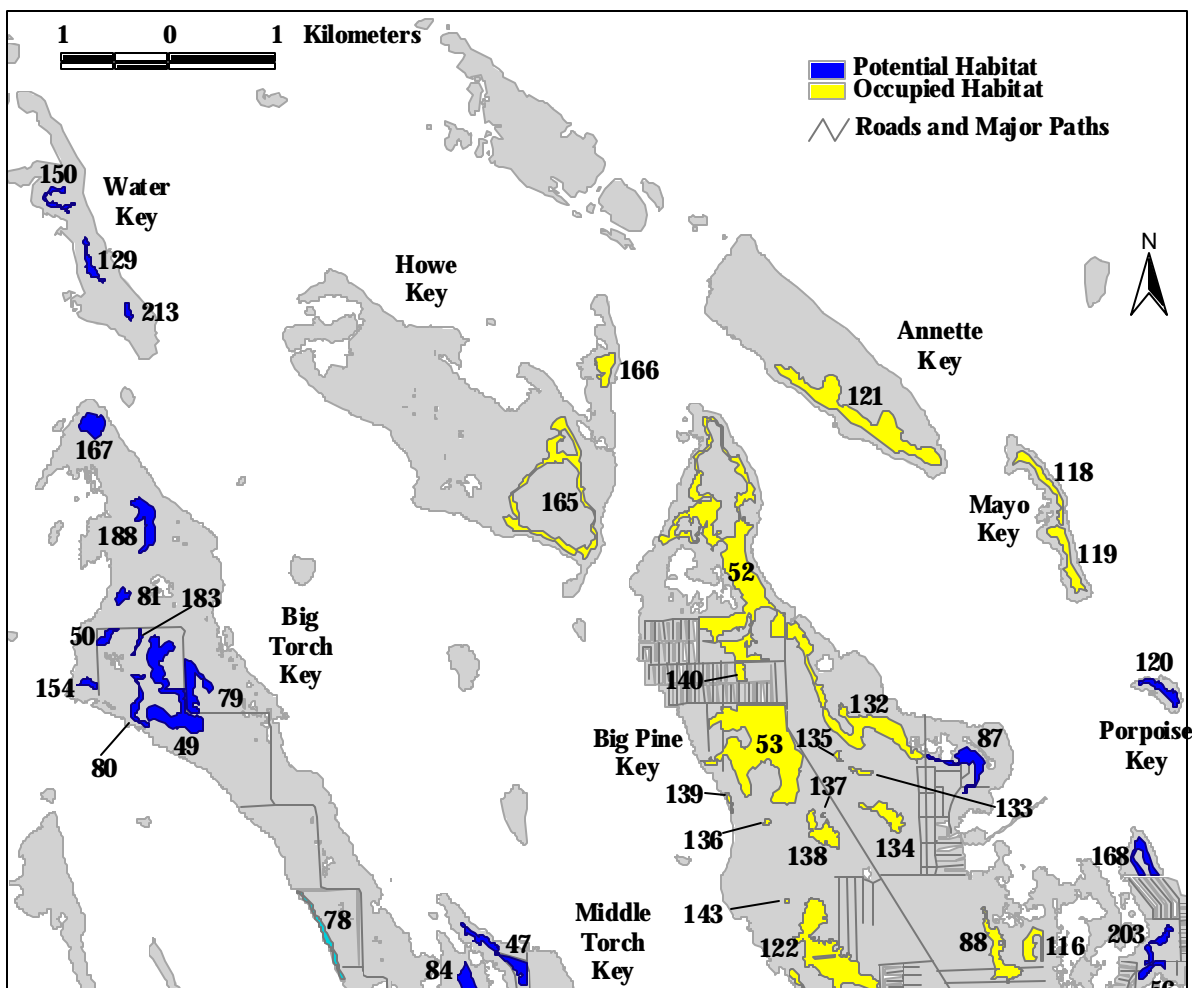 1 0 1 Kilometers
Potential Habitat
Occupied Habitat
Roads and Major Paths
150
Water
Key
129
213
N
Howe
Key
166
Annette
Key
121
167
165
118
Mayo
Key
119
188
52
81
183
50
Big
Torch
Key
154
79
140
120
80
49
Big Pine
Key
53
135
132
87
Porpoise
Key
139
137
133
136
138
134
168
143
78
Middle
Torch
Key
47
84
122
88
116
203
56